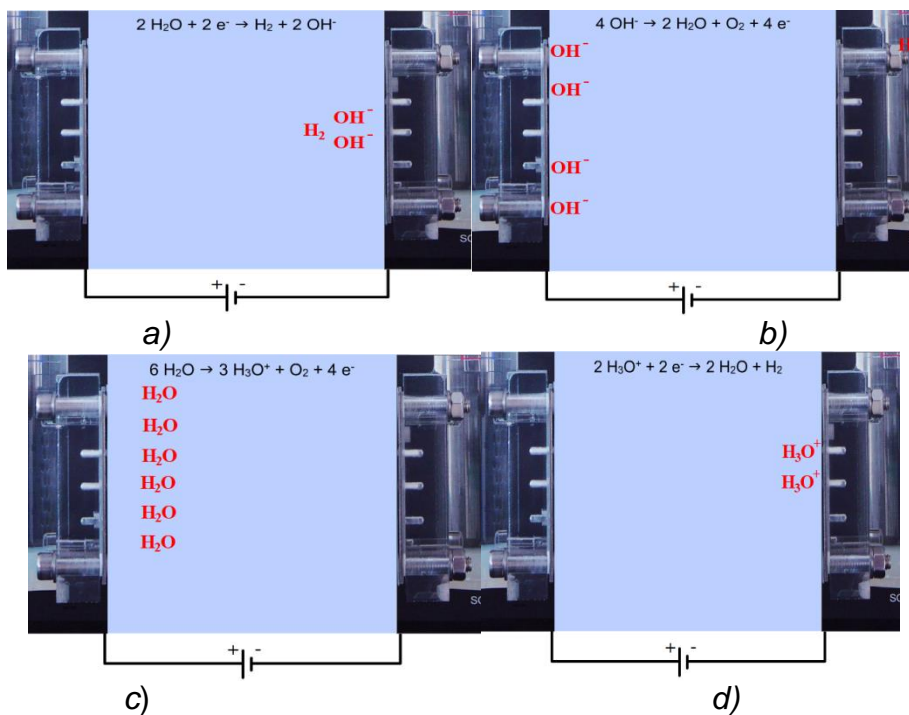 2 H₂O + 2 e⁻ → H₂ + 2 OH⁻
OH⁻
H₂ OH⁻
+ -
a)
4 OH⁻ → 2 H₂O + O₂ + 4 e⁻
OH⁻
OH⁻
OH⁻
OH⁻
+ -
b)
6 H₂O → 3 H₃O⁺ + O₂ + 4 e⁻
H₂O
H₂O
H₂O
H₂O
H₂O
H₂O
+ -
c)
2 H₃O⁺ + 2 e⁻ → 2 H₂O + H₂
H₃O⁺
H₃O⁺
+ -
d)